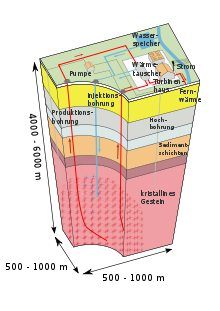 Wasser-
speicher
Wärme-
täuscher
Strom
Pumpe
Turbinen-
haus
Fern-
wärme
Injektions-
bohrung
Produktions-
bohrung
Hoch-
bohrung
Sediment-
schichten
kristallines
Gestein
4000 - 6000 m
500 - 1000 m
500 - 1000 m